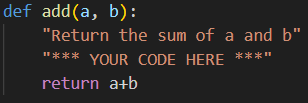 def add(a, b):
    "Return the sum of a and b"
    "*** YOUR CODE HERE ***"
    return a+b